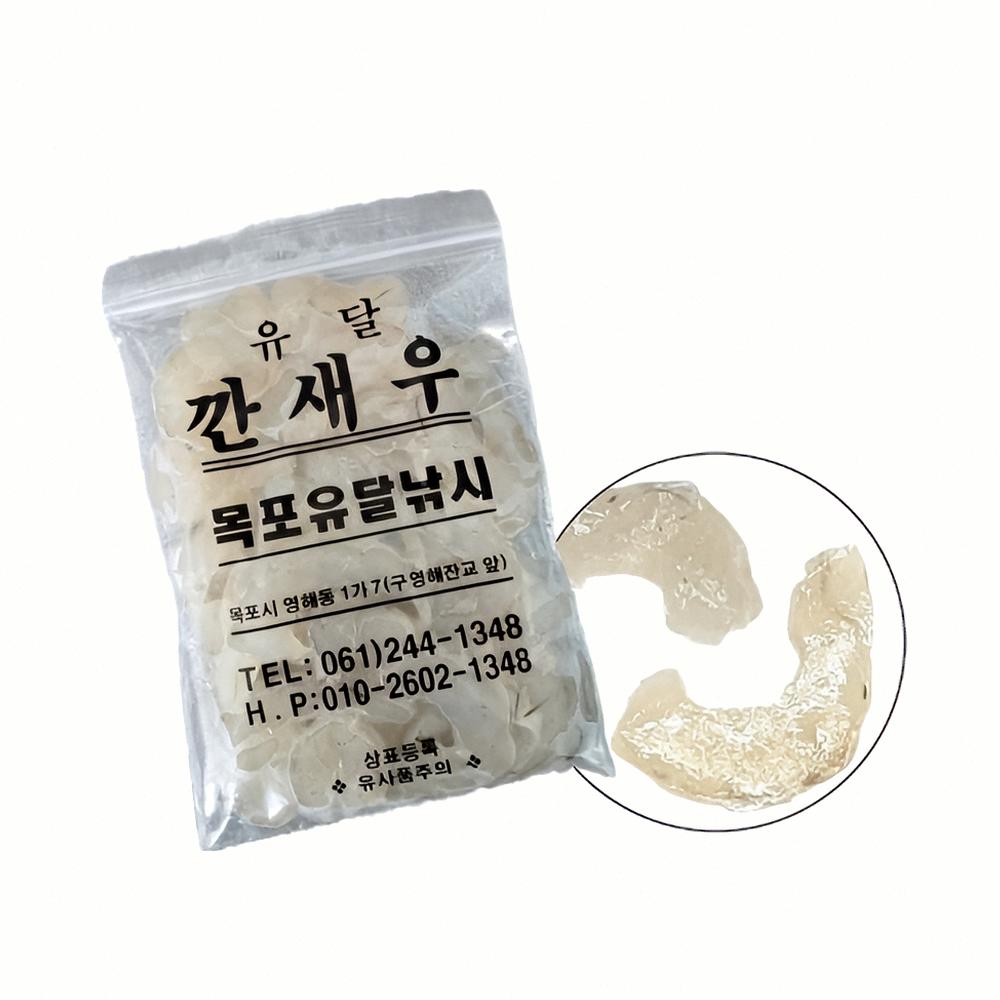 유 달
깐 새 우
목포유달낚시
목포시 영해동 1가 7(구영해잔교 앞)
TEL: 061)244-1348
H . P:010-2602-1348
상표등록
❖ 유사품주의 ❖